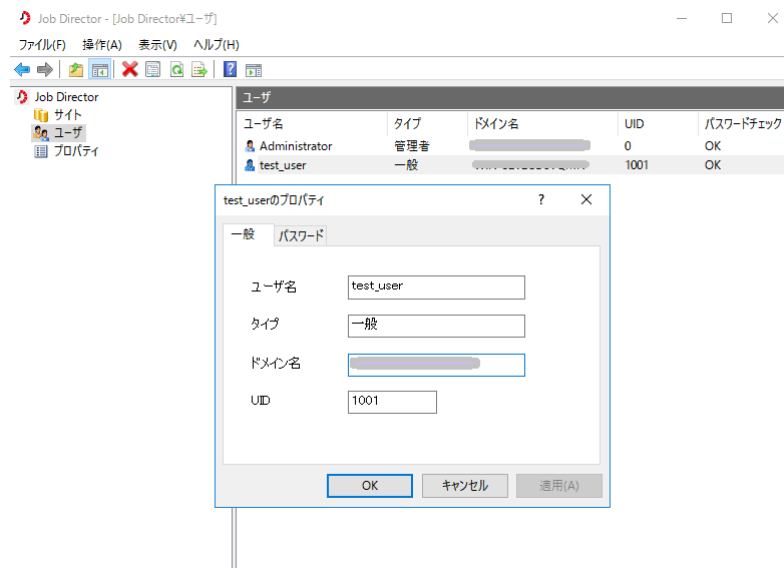 Job Director - [Job Director¥ユーザ]
ファイル(F) 操作(A) 表示(V) ヘルプ(H)
Job Director
サイト
ユーザ
プロパティ
ユーザ
ユーザ名 タイプ ドメイン名 UID パスワードチェック
Administrator 管理者 0 OK
test_user 一般 1001 OK
test_userのプロパティ
一般 パスワード
ユーザ名 test_user
タイプ 一般
ドメイン名
UID 1001
OK キャンセル 適用(A)